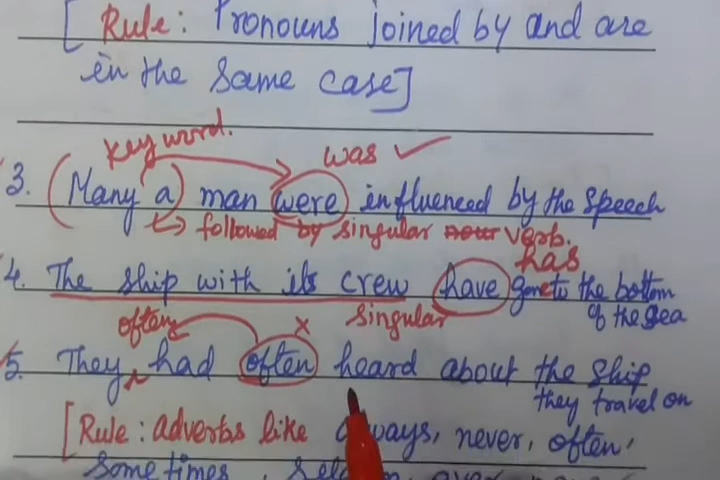 [Rule: Pronouns joined by and are
in the same case]
key word.
was ✓
3. (Many a) man were influenced by the speech
↳ followed by singular verb.
has
4. The ship with its crew have gone to the bottom
of the sea
often
x
singular
5. They had often heard about the ship
they travel on
[Rule: adverbs like always, never, often,
sometimes,